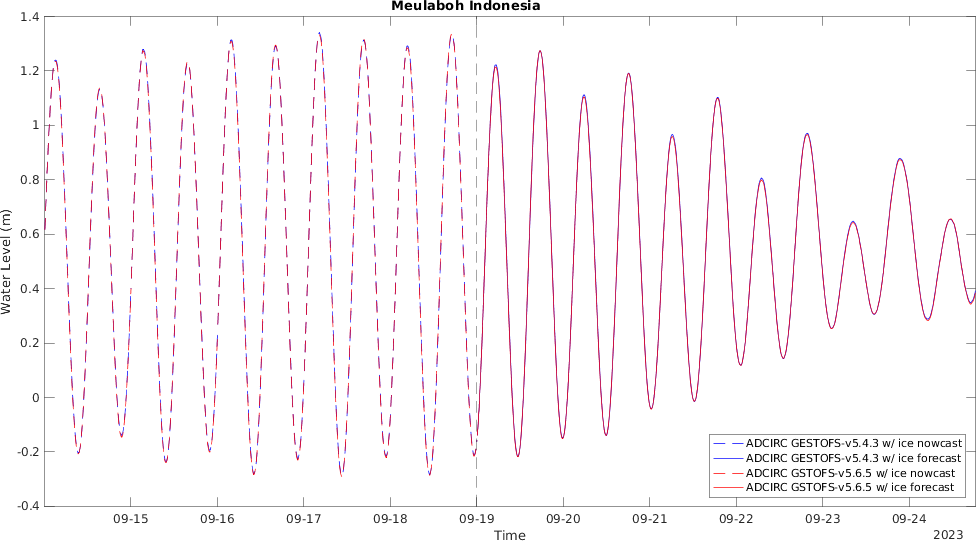 Meulaboh Indonesia
1.4
1.2
1
0.8
0.6
0.4
0.2
0
-0.2
-0.4
Water Level (m)
ADCIRC GESTOFS-v5.4.3 w/ ice nowcast
ADCIRC GESTOFS-v5.4.3 w/ ice forecast
ADCIRC GSTOFS-v5.6.5 w/ ice nowcast
ADCIRC GSTOFS-v5.6.5 w/ ice forecast
09-15 09-16 09-17 09-18 09-19 09-20 09-21 09-22 09-23 09-24
Time
2023